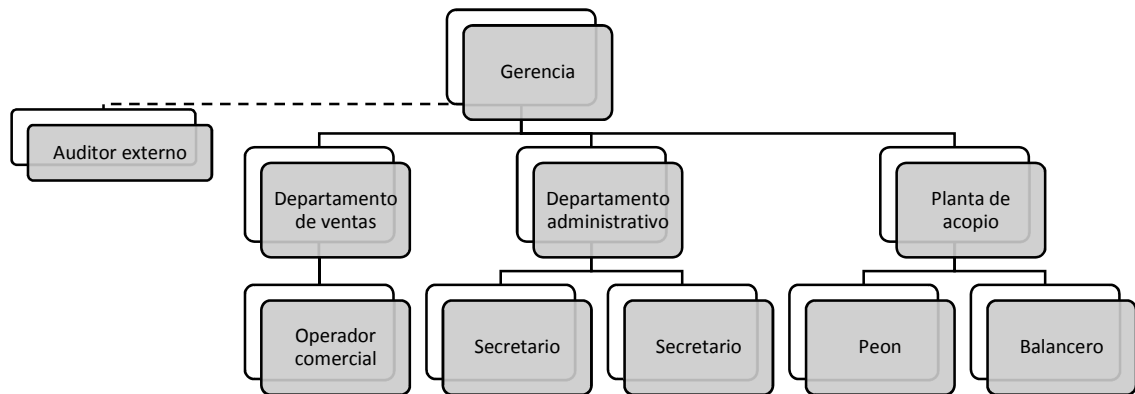 Gerencia
Auditor externo
Departamento
de ventas
Departamento
administrativo
Planta de
acopio
Operador
comercial
Secretario
Secretario
Peon
Balancero